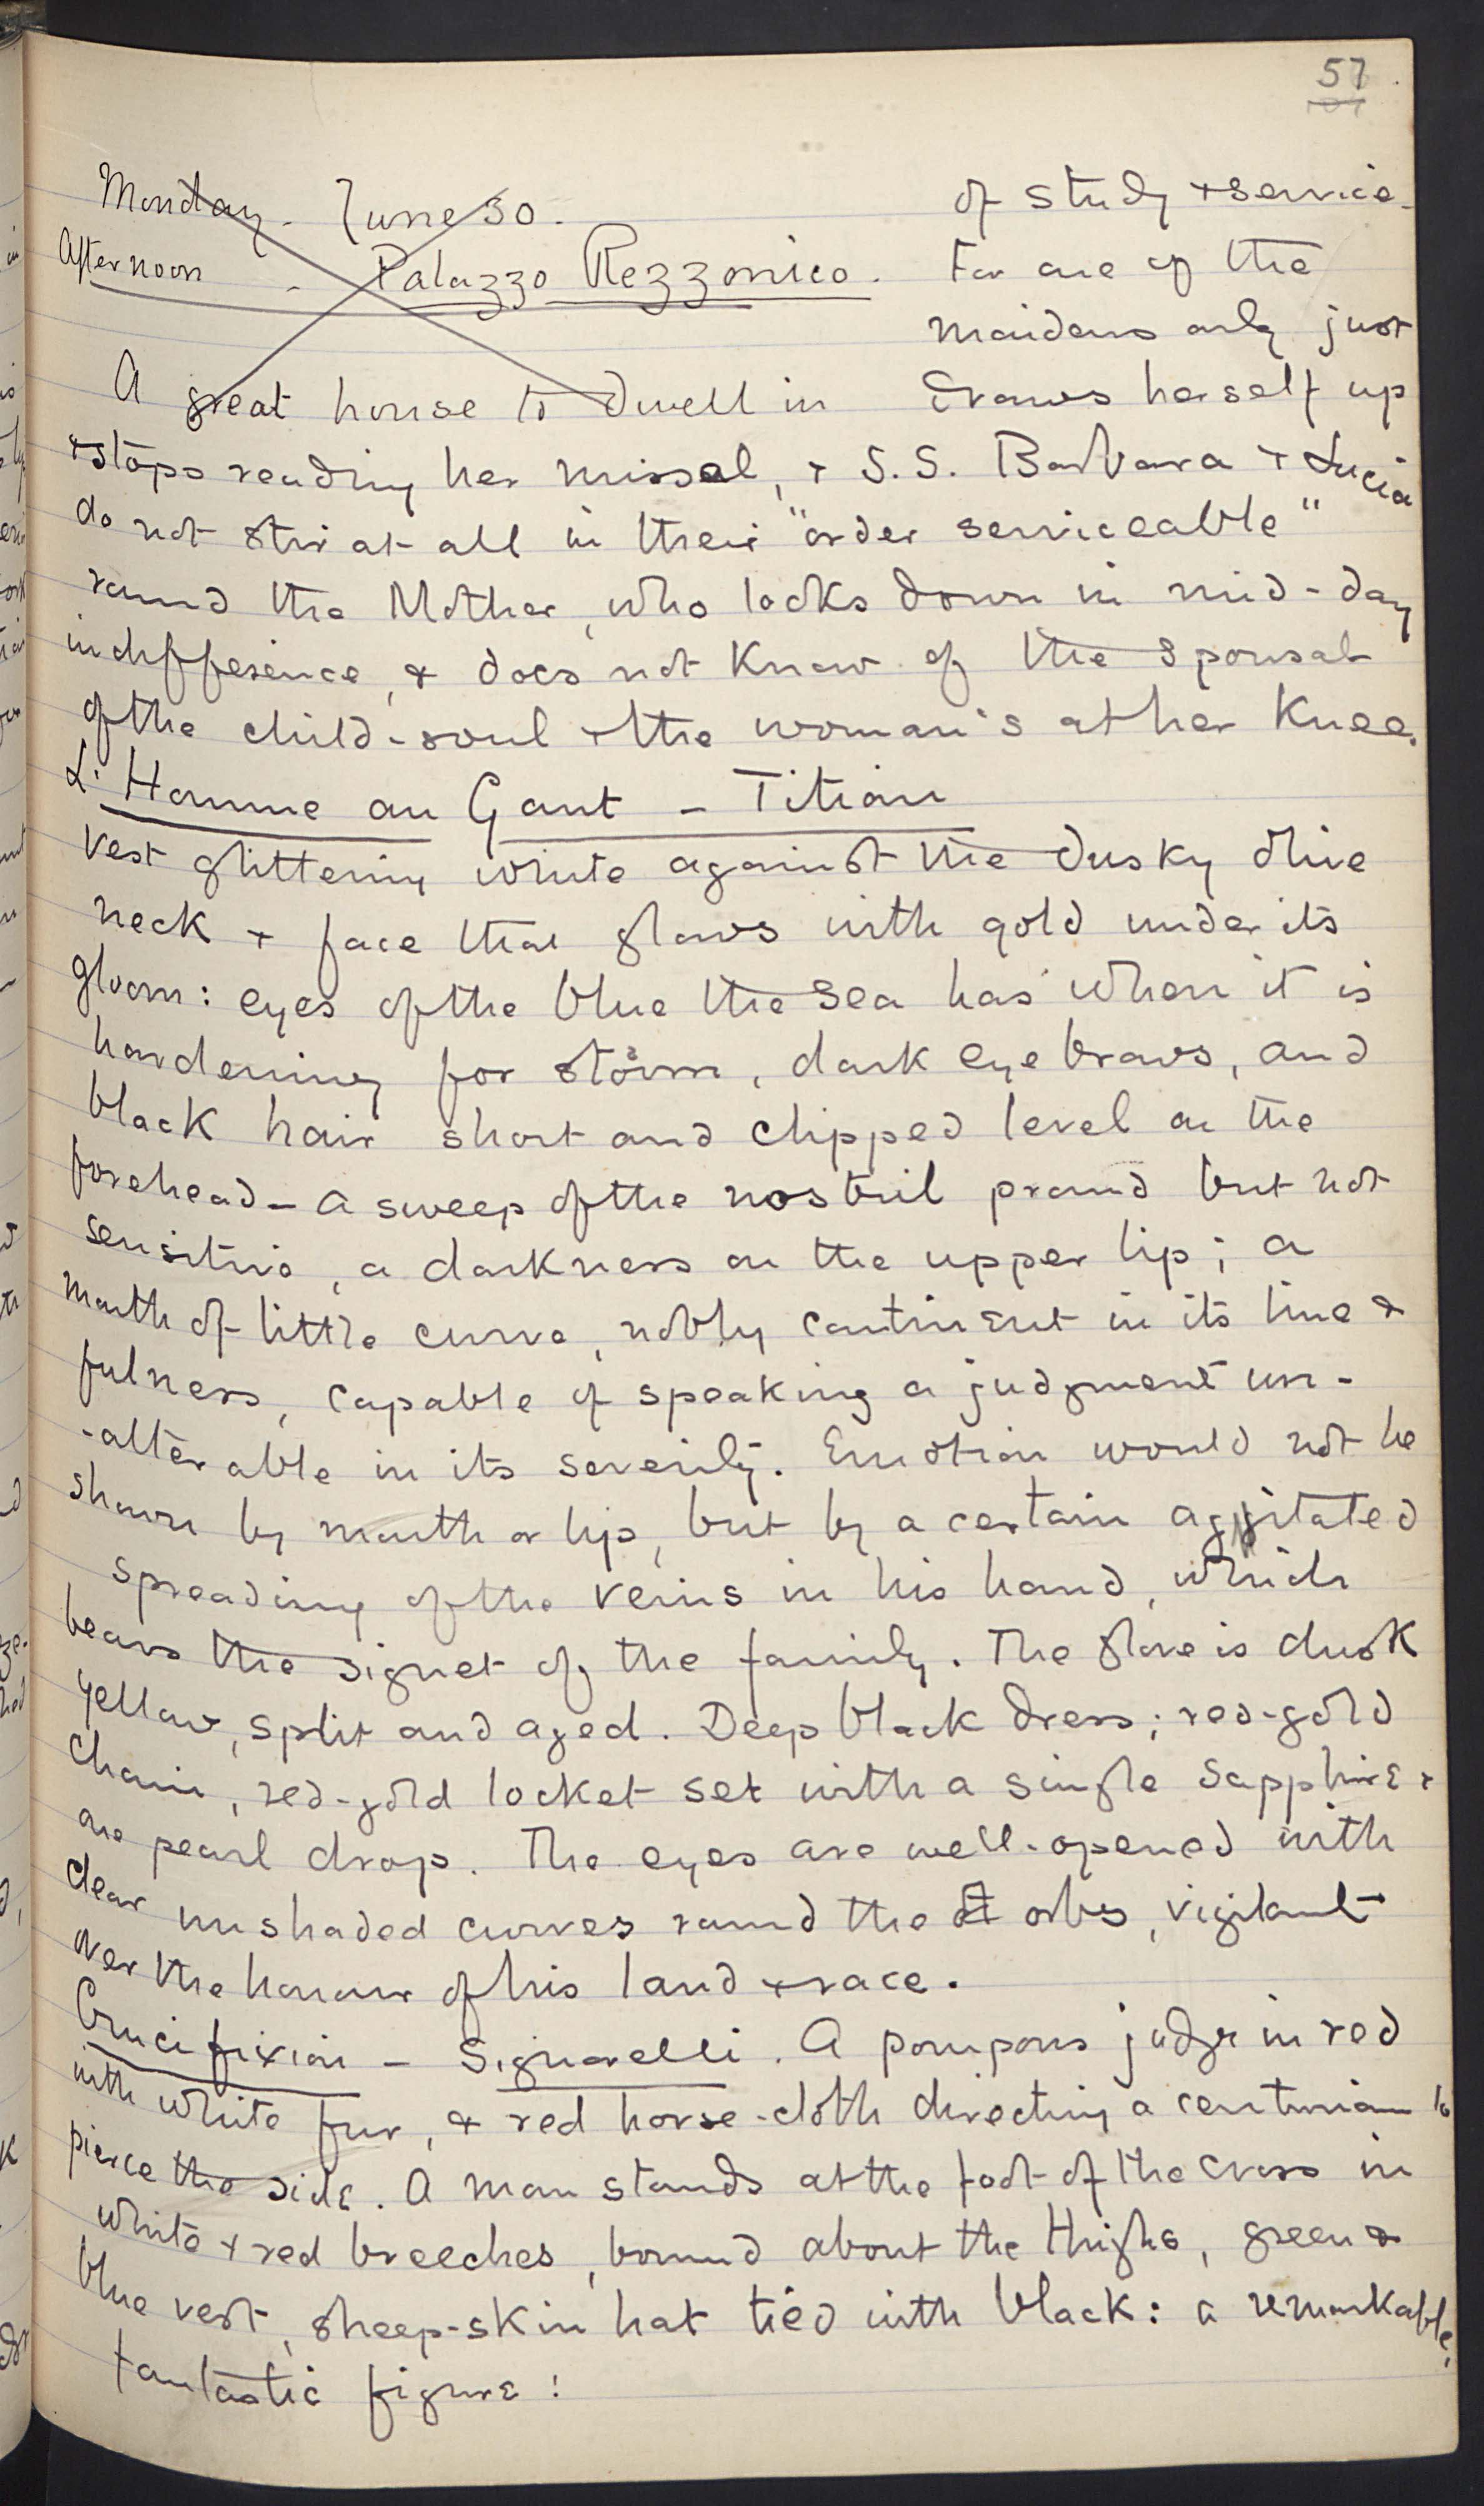 57
Monday - June 30.
Afternoon - Palazzo Rezzonico.
A great house to dwell in
of study & service.
For one of the
maidens only just
draws herself up
& stops reading her missal, & S.S. Barbara & Lucia
do not stir at all in their "order serviceable"
round the Mother, who looks down in mid-day
indifference, & does not know of the spousal
of the child-soul & the woman's at her knee.
L'Homme au Gant - Titian
Vest glittering white against the dusky olive
neck & face that glows with gold under its
gloom: eyes of the blue the sea has when it is
hardening for storm, dark eyebrows, and
black hair short and clipped level on the
forehead - a sweep of the nostril proud but not
sensitive, a darkness on the upper lip; a
mouth of little curve, nobly continent in its line &
fulness, capable of speaking a judgment un-
-alterable in its severity. Emotion would not be
shown by mouth or lip, but by a certain agitated
spreading of the veins in his hand, which
bears the signet of the family. The glove is dusk
yellow, split and aged. Deep black dress; red-gold
chain, red-gold locket set with a single sapphire &
one pearl drop. The eyes are well-opened with
clear unshaded curves round the orbs, vigilant
over the honour of his land & race.
Crucifixion - Signorelli. A pompous judge in red
with white fur, & red horse-cloth directing a centurion to
pierce the side. A man stands at the foot of the cross in
white & red breeches, bound about the thighs, green &
blue vest, sheep-skin hat tied with black: a remarkable,
fantastic figure!